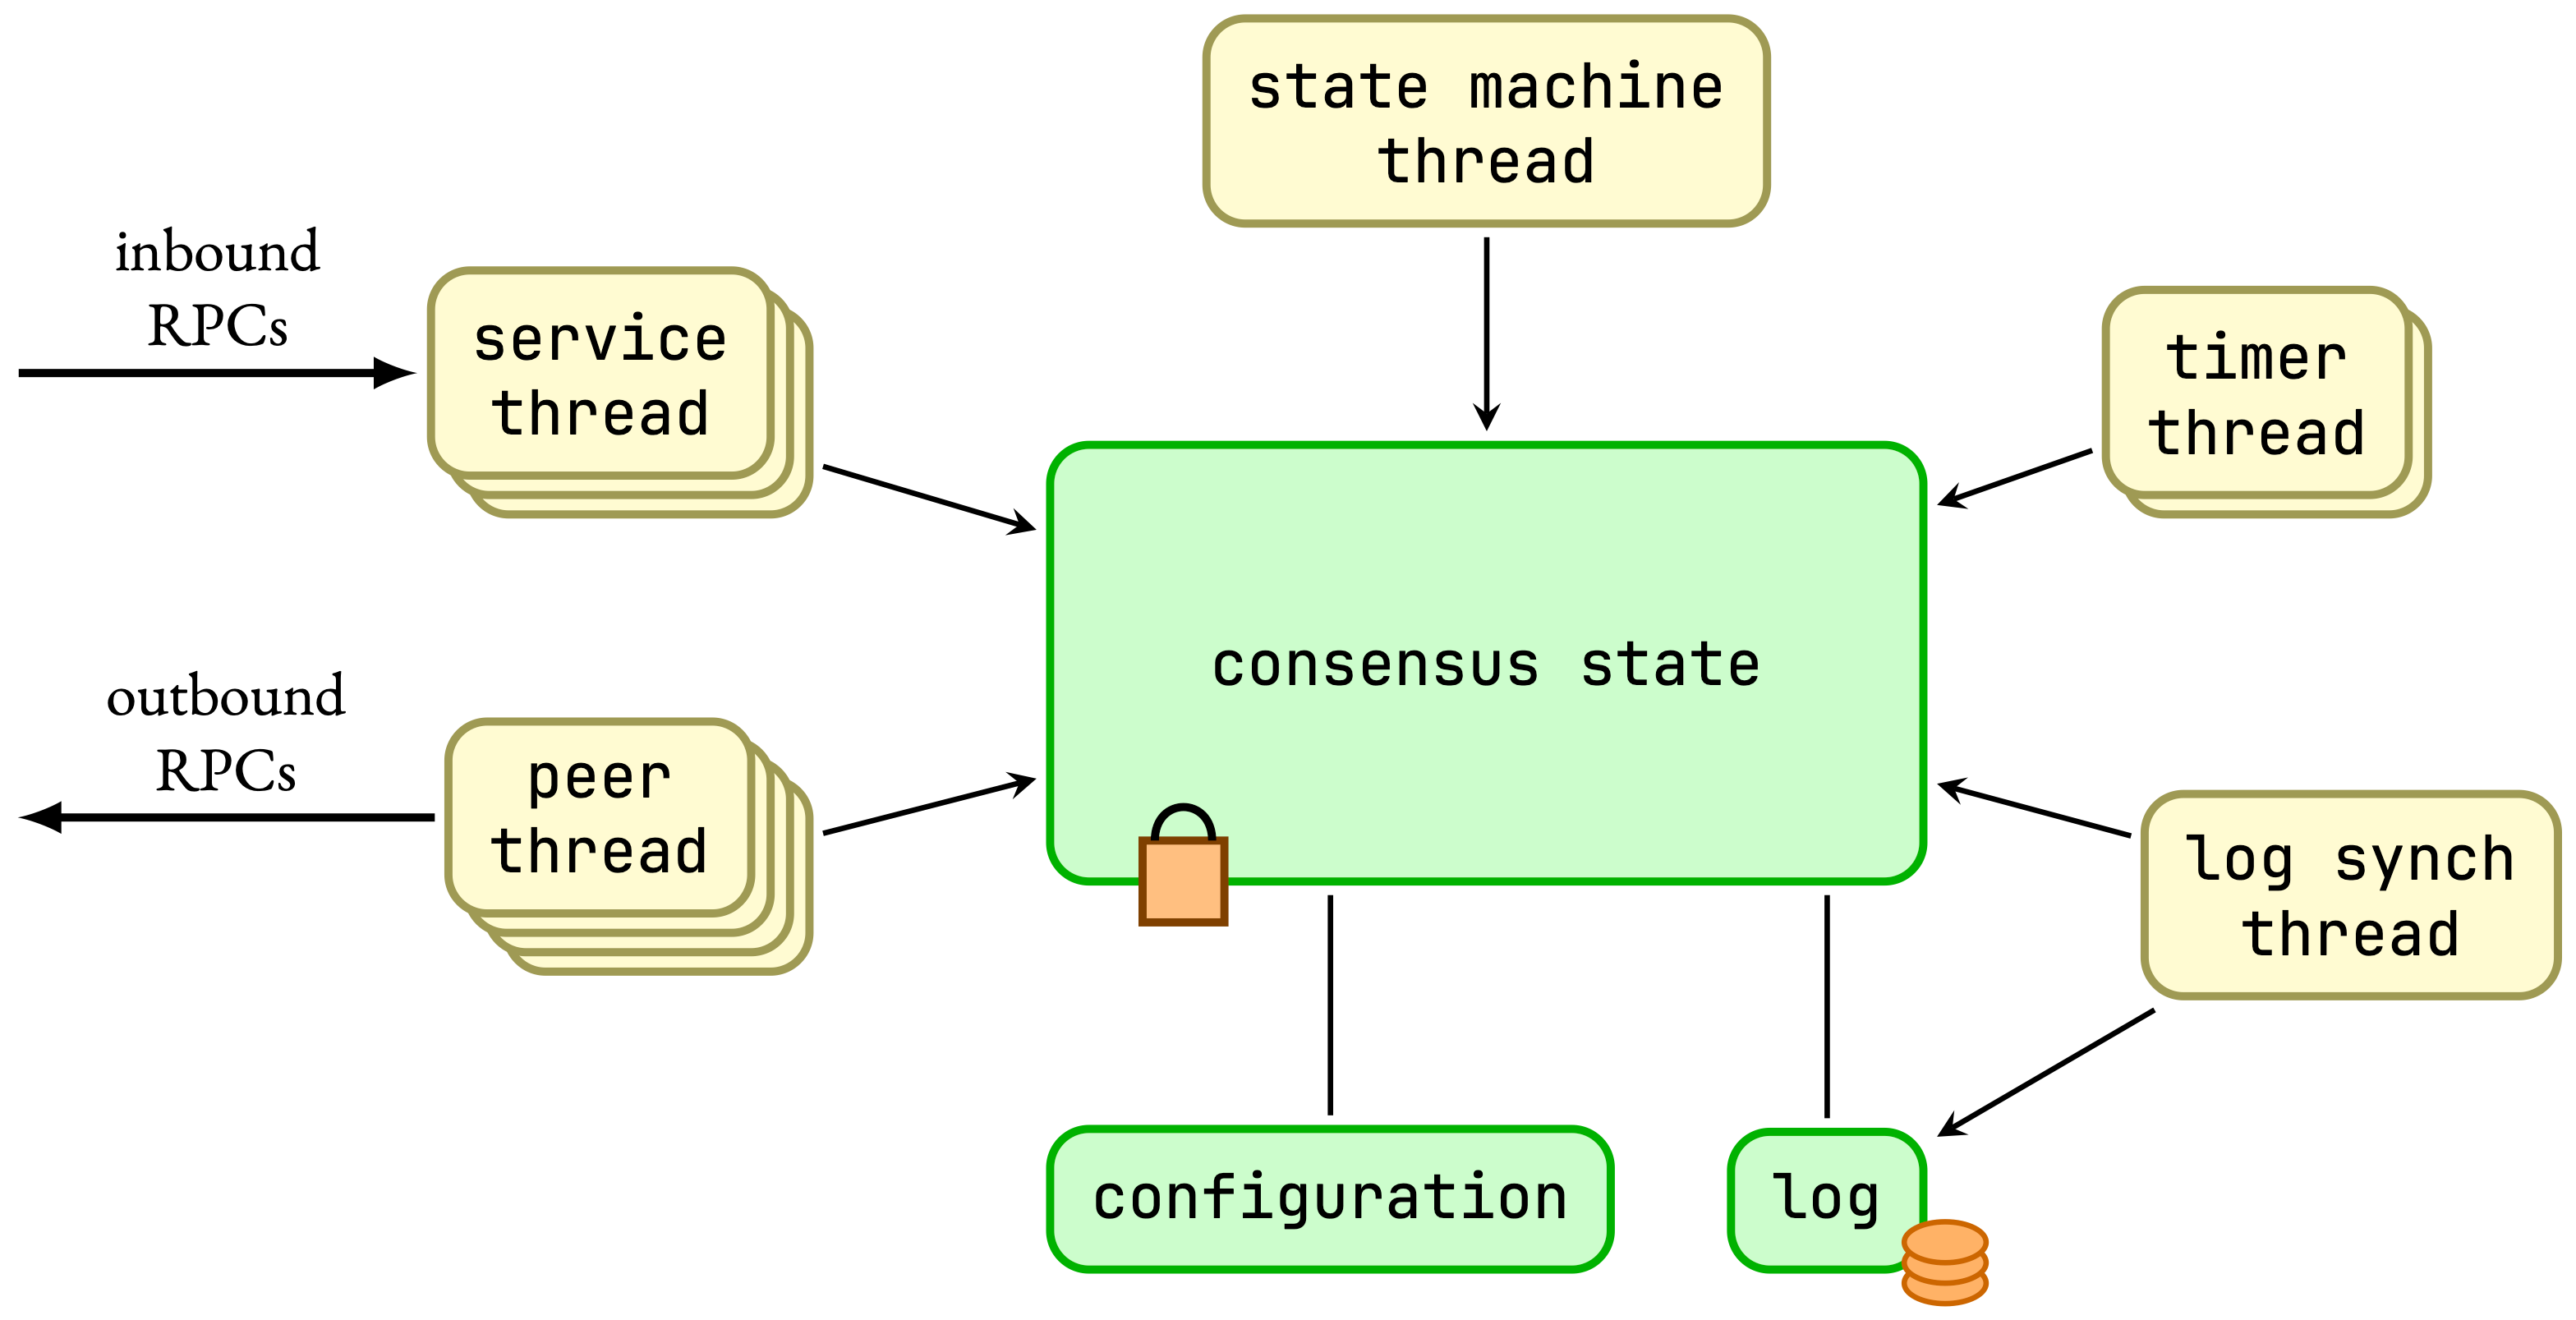 state machine
thread
inbound
RPCs
service
thread
timer
thread
consensus state
outbound
RPCs
peer
thread
log synch
thread
configuration
log